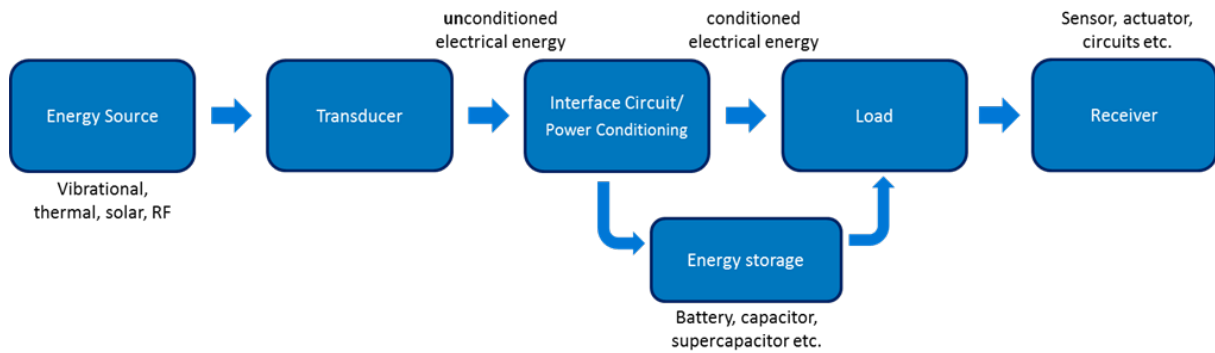 unconditioned
electrical energy
conditioned
electrical energy
Sensor, actuator,
circuits etc.
Energy Source
Transducer
Interface Circuit/
Power Conditioning
Load
Receiver
Vibrational,
thermal, solar, RF
Energy storage
Battery, capacitor,
supercapacitor etc.